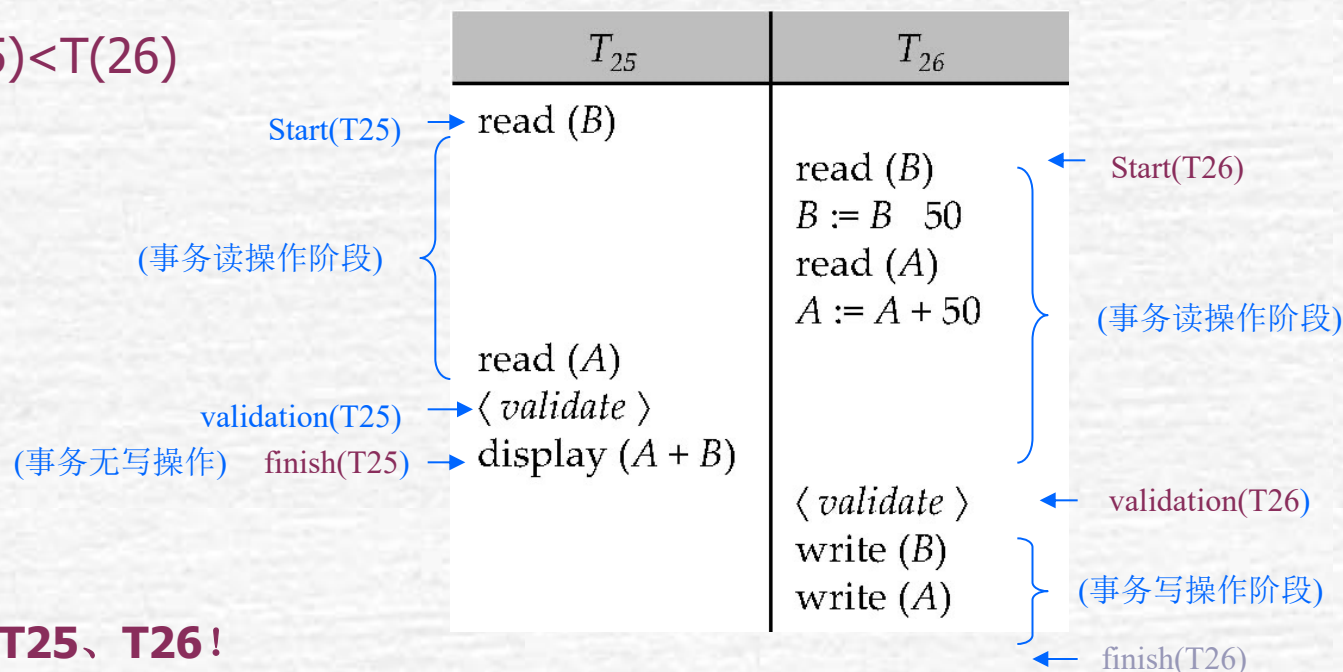 5)<T(26)
T25 T26
Start(T25) read (B)
read (B) Start(T26)
B := B 50
(事务读操作阶段) read (A)
A := A + 50 (事务读操作阶段)
read (A)
validation(T25) ⟨ validate ⟩
(事务无写操作) finish(T25) display (A + B)
⟨ validate ⟩ validation(T26)
write (B)
write (A) (事务写操作阶段)
T25、T26！
finish(T26)